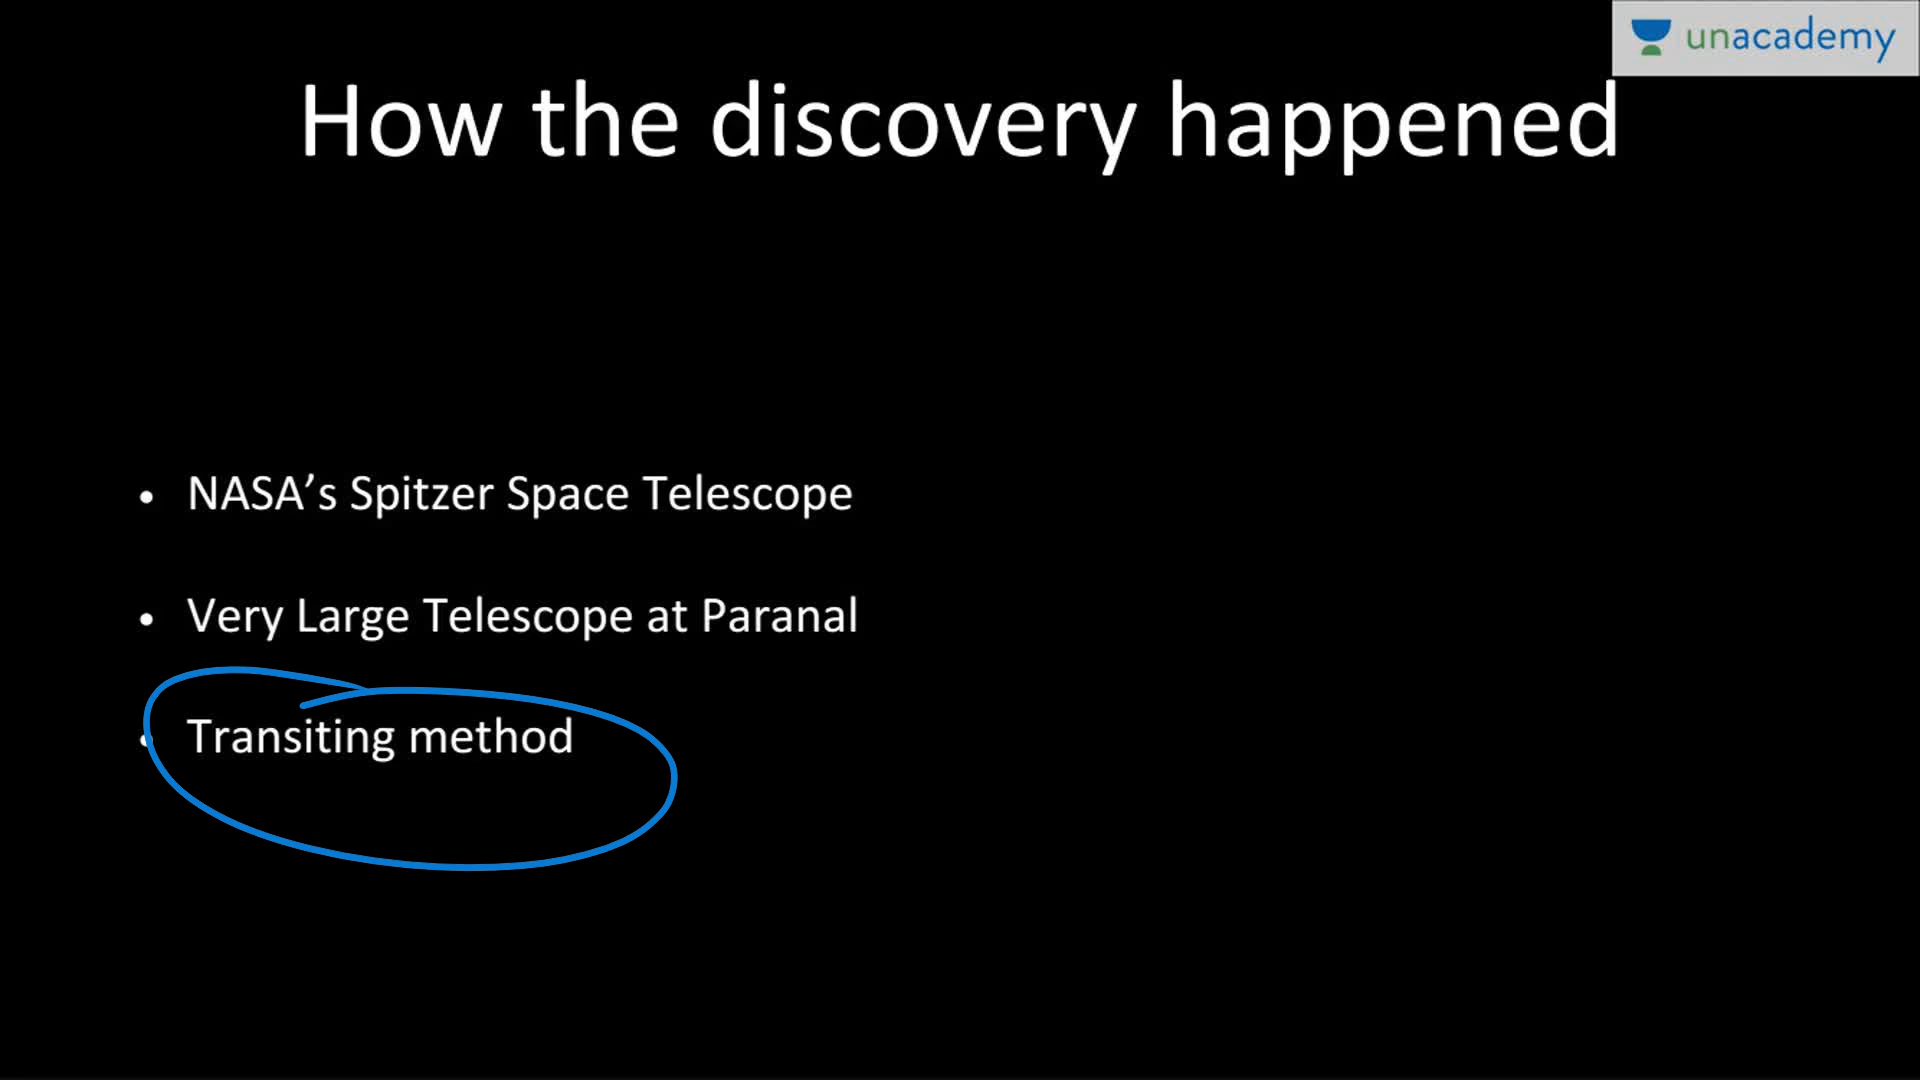 unacademy
How the discovery happened
• NASA’s Spitzer Space Telescope
• Very Large Telescope at Paranal
• Transiting method